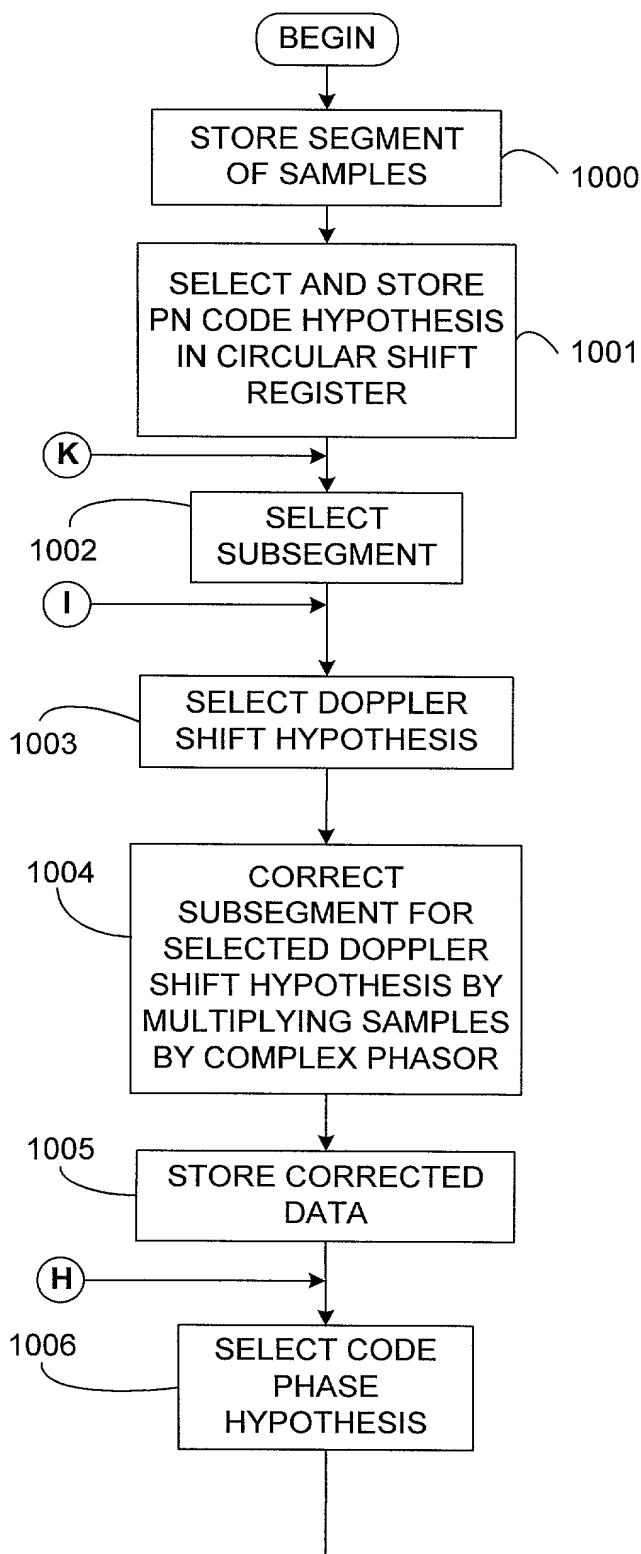 BEGIN
STORE SEGMENT
OF SAMPLES
1000
SELECT AND STORE
PN CODE HYPOTHESIS
IN CIRCULAR SHIFT
REGISTER
1001
K
SELECT
SUBSEGMENT
1002
I
SELECT DOPPLER
SHIFT HYPOTHESIS
1003
1004
CORRECT
SUBSEGMENT FOR
SELECTED DOPPLER
SHIFT HYPOTHESIS BY
MULTIPLYING SAMPLES
BY COMPLEX PHASOR
1005
STORE CORRECTED
DATA
H
1006
SELECT CODE
PHASE
HYPOTHESIS